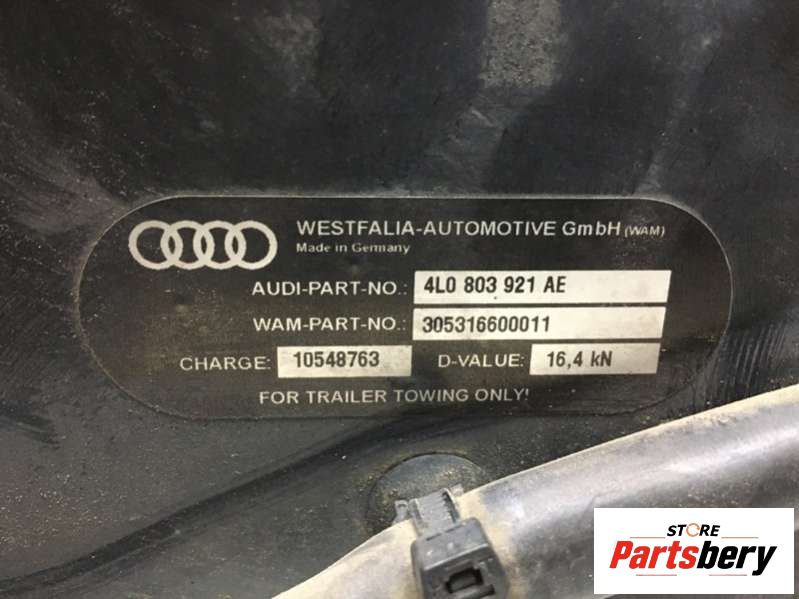 WESTFALIA-AUTOMOTIVE GmbH (WAM)
Made in Germany
AUDI-PART-NO.: 4L0 803 921 AE
WAM-PART-NO.: 305316600011
CHARGE: 10548763 D-VALUE: 16,4 kN
FOR TRAILER TOWING ONLY!
STORE
Partsbery